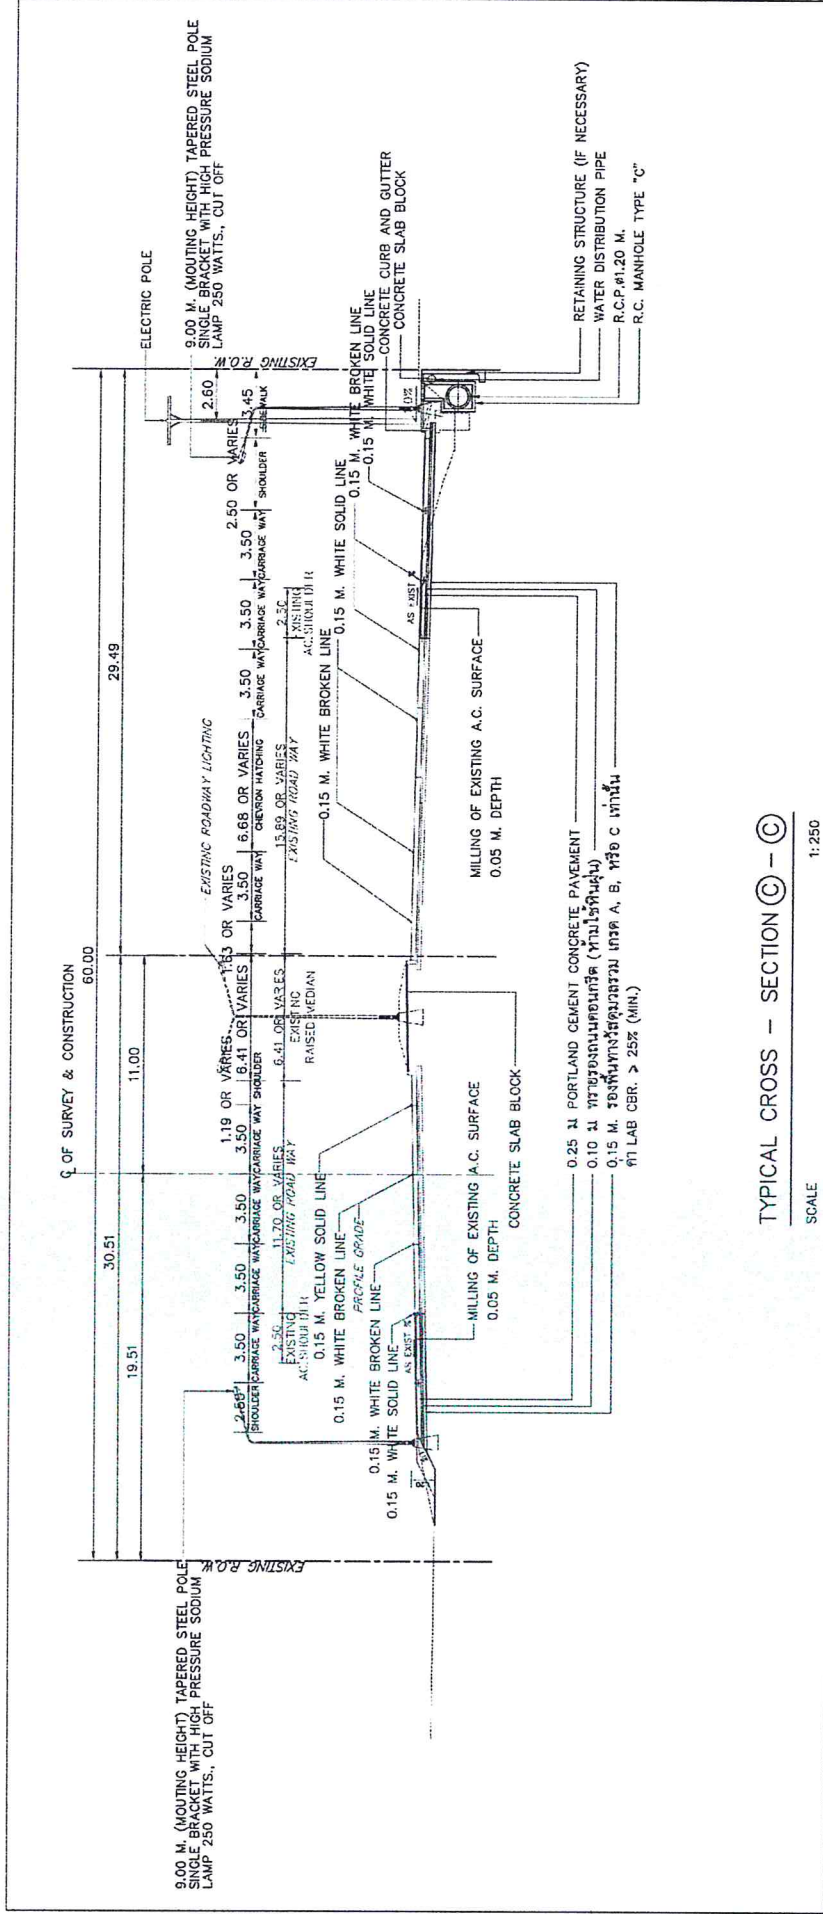 ℄ OF SURVEY & CONSTRUCTION
60.00
30.51
29.49
19.51
11.00
9.00 M. (MOUTING HEIGHT) TAPERED STEEL POLE
SINGLE BRACKET WITH HIGH PRESSURE SODIUM
LAMP 250 WATTS., CUT OFF
EXISTING R.O.W.
ELECTRIC POLE
9.00 M. (MOUTING HEIGHT) TAPERED STEEL POLE
SINGLE BRACKET WITH HIGH PRESSURE SODIUM
LAMP 250 WATTS., CUT OFF
EXISTING R.O.W.
2.60
EXISTING ROADWAY LIGHTING
3.50
3.50
3.50
3.50
1.19 OR VARIES
6.41 OR VARIES
1.63 OR VARIES
3.50
6.68 OR VARIES
3.50
3.50
3.50
2.50 OR VARIES
3.45
SHOULDER
CARRIAGE WAY
CARRIAGE WAY
CARRIAGE WAY
CARRIAGE WAY
SHOULDER
CARRIAGE WAY
CHEVRON HATCHING
CARRIAGE WAY
CARRIAGE WAY
CARRIAGE WAY
SHOULDER
SIDEWALK
2.50
EXISTING
AC.SHOULDER
11.70 OR VARIES
EXISTING ROAD WAY
6.41 OR VARIES
EXISTING
RAISED MEDIAN
15.89 OR VARIES
EXISTING ROAD WAY
2.50
EXISTING
AC.SHOULDER
0.15 M. YELLOW SOLID LINE
0.15 M. WHITE BROKEN LINE
PROFILE GRADE
0.15 M. WHITE BROKEN LINE
0.15 M. WHITE SOLID LINE
AS EXIST %
0.15 M. WHITE BROKEN LINE
0.15 M. WHITE SOLID LINE
0.15 M. WHITE SOLID LINE
0.15 M. WHITE BROKEN LINE
0.15 M. WHITE SOLID LINE
CONCRETE CURB AND GUTTER
CONCRETE SLAB BLOCK
AS EXIST %
MILLING OF EXISTING A.C. SURFACE
0.05 M. DEPTH
CONCRETE SLAB BLOCK
MILLING OF EXISTING A.C. SURFACE
0.05 M. DEPTH
RETAINING STRUCTURE (IF NECESSARY)
WATER DISTRIBUTION PIPE
R.C.P.ø1.20 M.
R.C. MANHOLE TYPE "C"
0.25 ม PORTLAND CEMENT CONCRETE PAVEMENT
0.10 ม ทรายรองถนนคอนกรีต (ห้ามใช้หินฝุ่น)
0.15 M. รองพื้นทางวัสดุมวลรวม เกรด A, B, หรือ C เท่านั้น
ค่า LAB CBR. > 25% (MIN.)
TYPICAL CROSS - SECTION Ⓒ - Ⓒ
SCALE 1:250